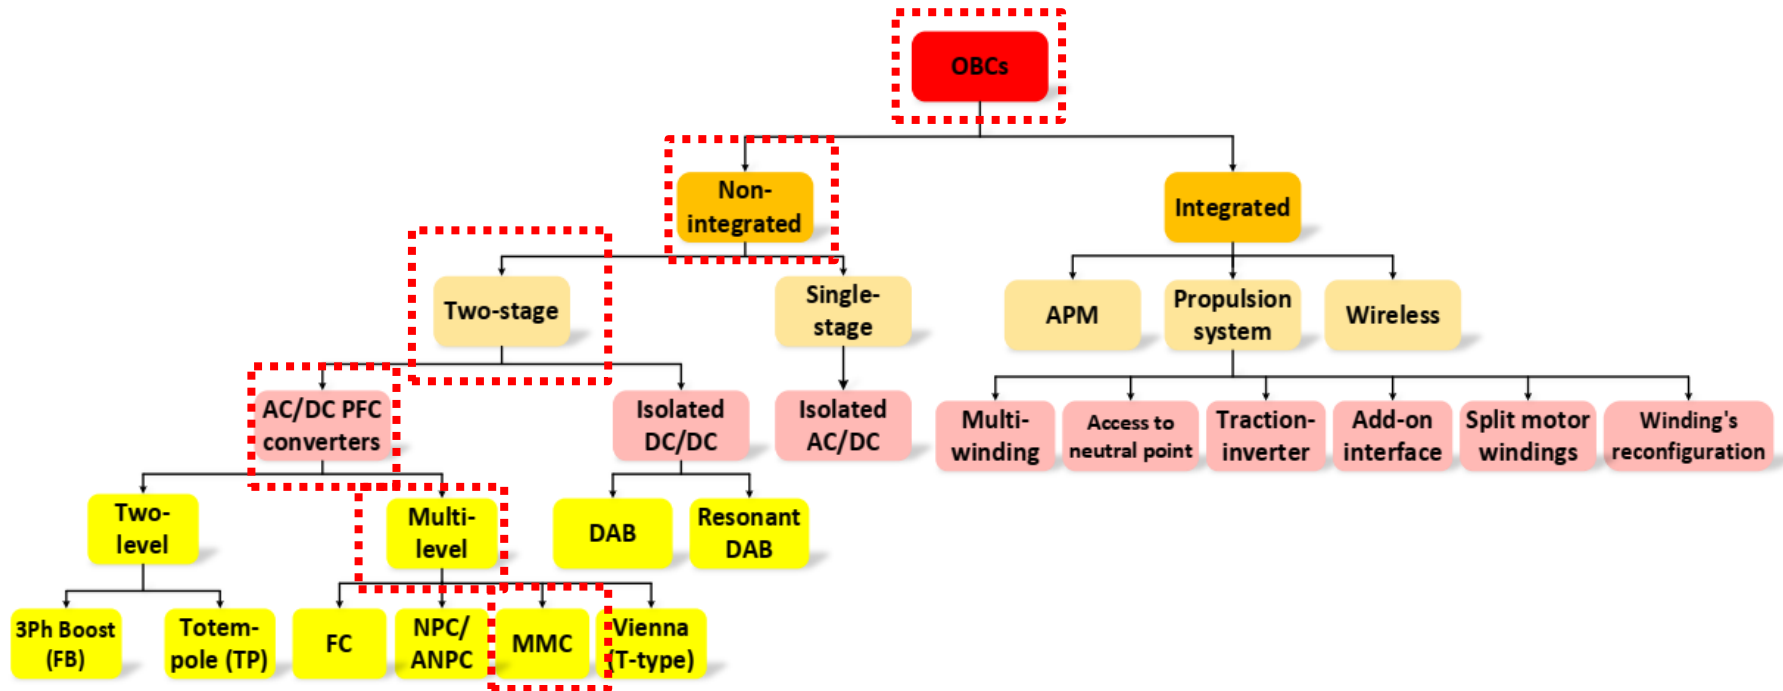 OBCs
Non-
integrated
Integrated
Two-stage
Single-
stage
APM
Propulsion
system
Wireless
AC/DC PFC
converters
Isolated
DC/DC
Isolated
AC/DC
Multi-
winding
Access to
neutral point
Traction-
inverter
Add-on
interface
Split motor
windings
Winding's
reconfiguration
Two-
level
Multi-
level
DAB
Resonant
DAB
3Ph Boost
(FB)
Totem-
pole (TP)
FC
NPC/
ANPC
MMC
Vienna
(T-type)